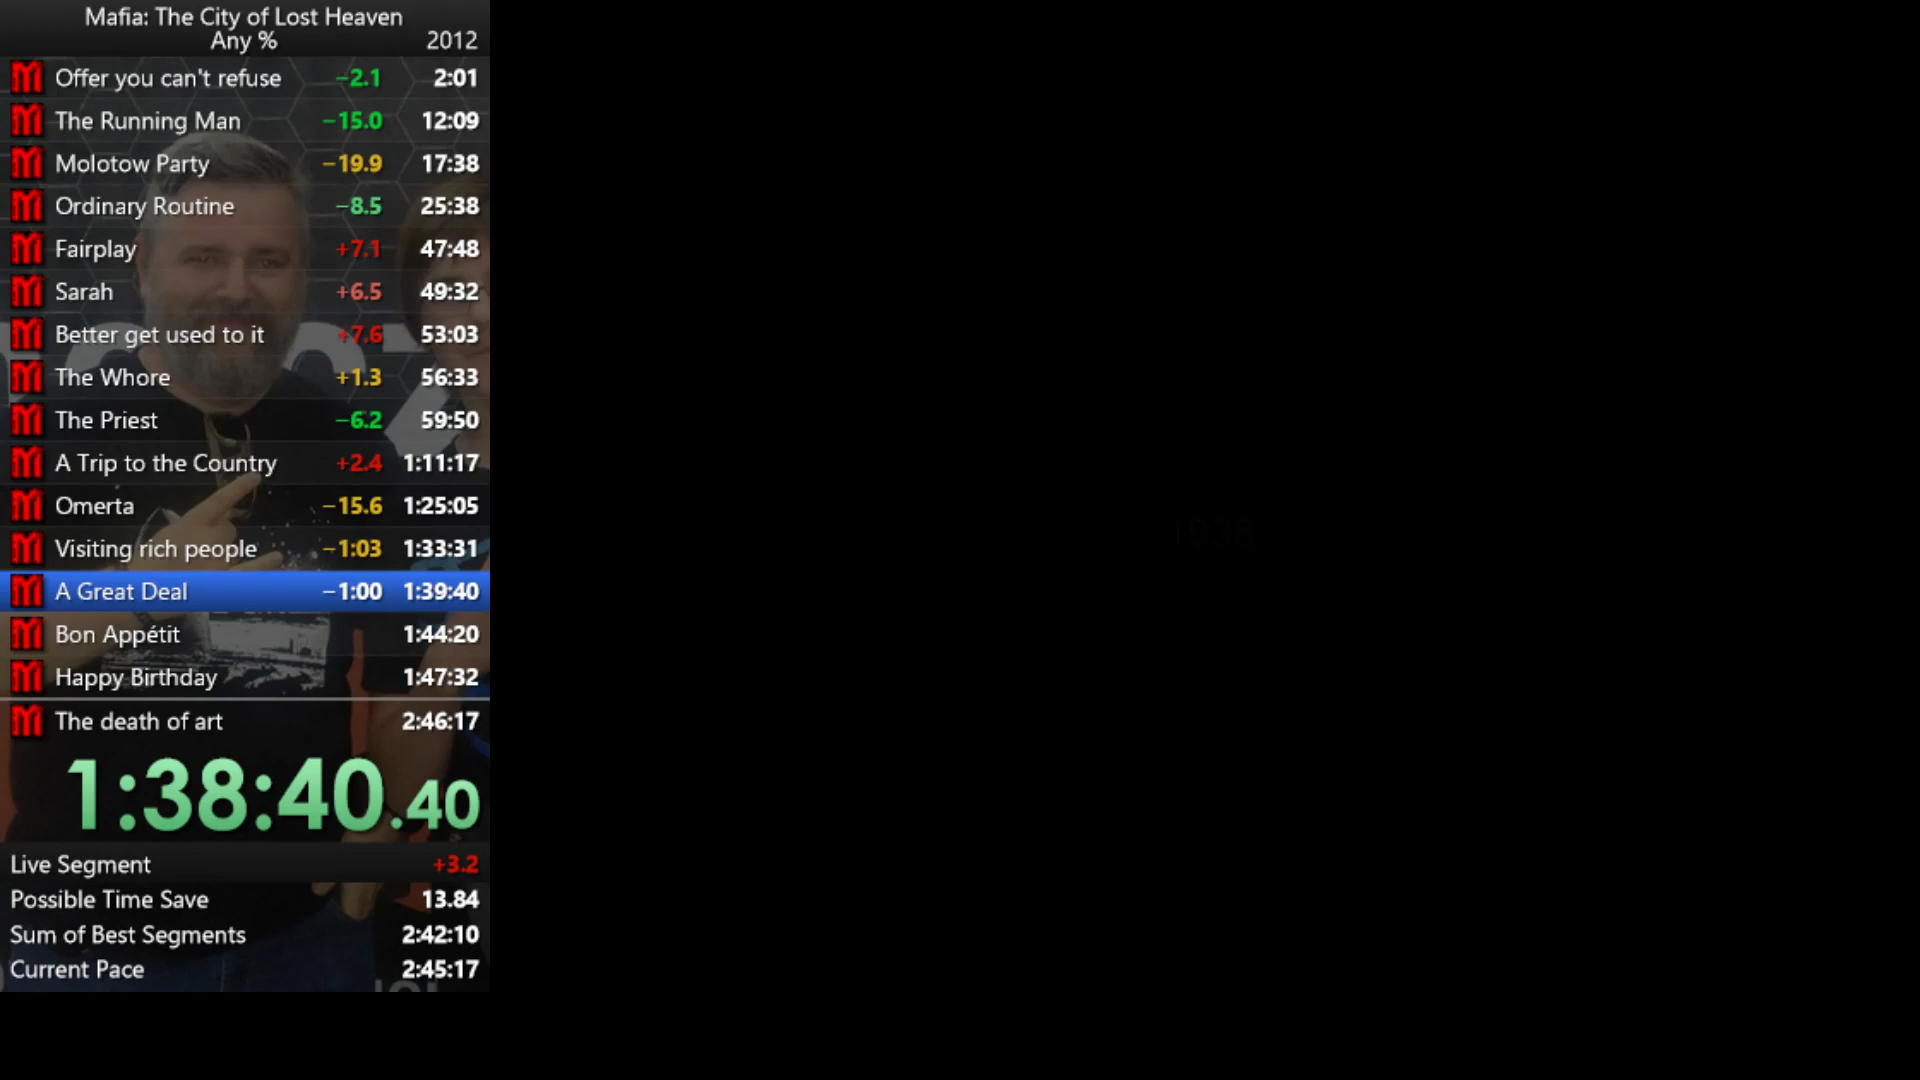 Mafia: The City of Lost Heaven
Any % 2012
Offer you can't refuse −2.1 2:01
The Running Man −15.0 12:09
Molotow Party −19.9 17:38
Ordinary Routine −8.5 25:38
Fairplay +7.1 47:48
Sarah +6.5 49:32
Better get used to it +7.6 53:03
The Whore +1.3 56:33
The Priest −6.2 59:50
A Trip to the Country +2.4 1:11:17
Omerta −15.6 1:25:05
Visiting rich people −1:03 1:33:31
A Great Deal −1:00 1:39:40
Bon Appétit 1:44:20
Happy Birthday 1:47:32
The death of art 2:46:17
1:38:40.40
Live Segment +3.2
Possible Time Save 13.84
Sum of Best Segments 2:42:10
Current Pace 2:45:17